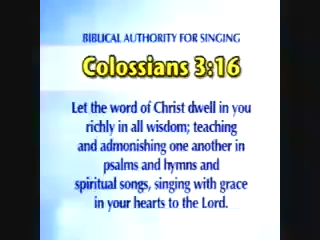 BIBLICAL AUTHORITY FOR SINGING
Colossians 3:16
Let the word of Christ dwell in you
richly in all wisdom; teaching
and admonishing one another in
psalms and hymns and
spiritual songs, singing with grace
in your hearts to the Lord.